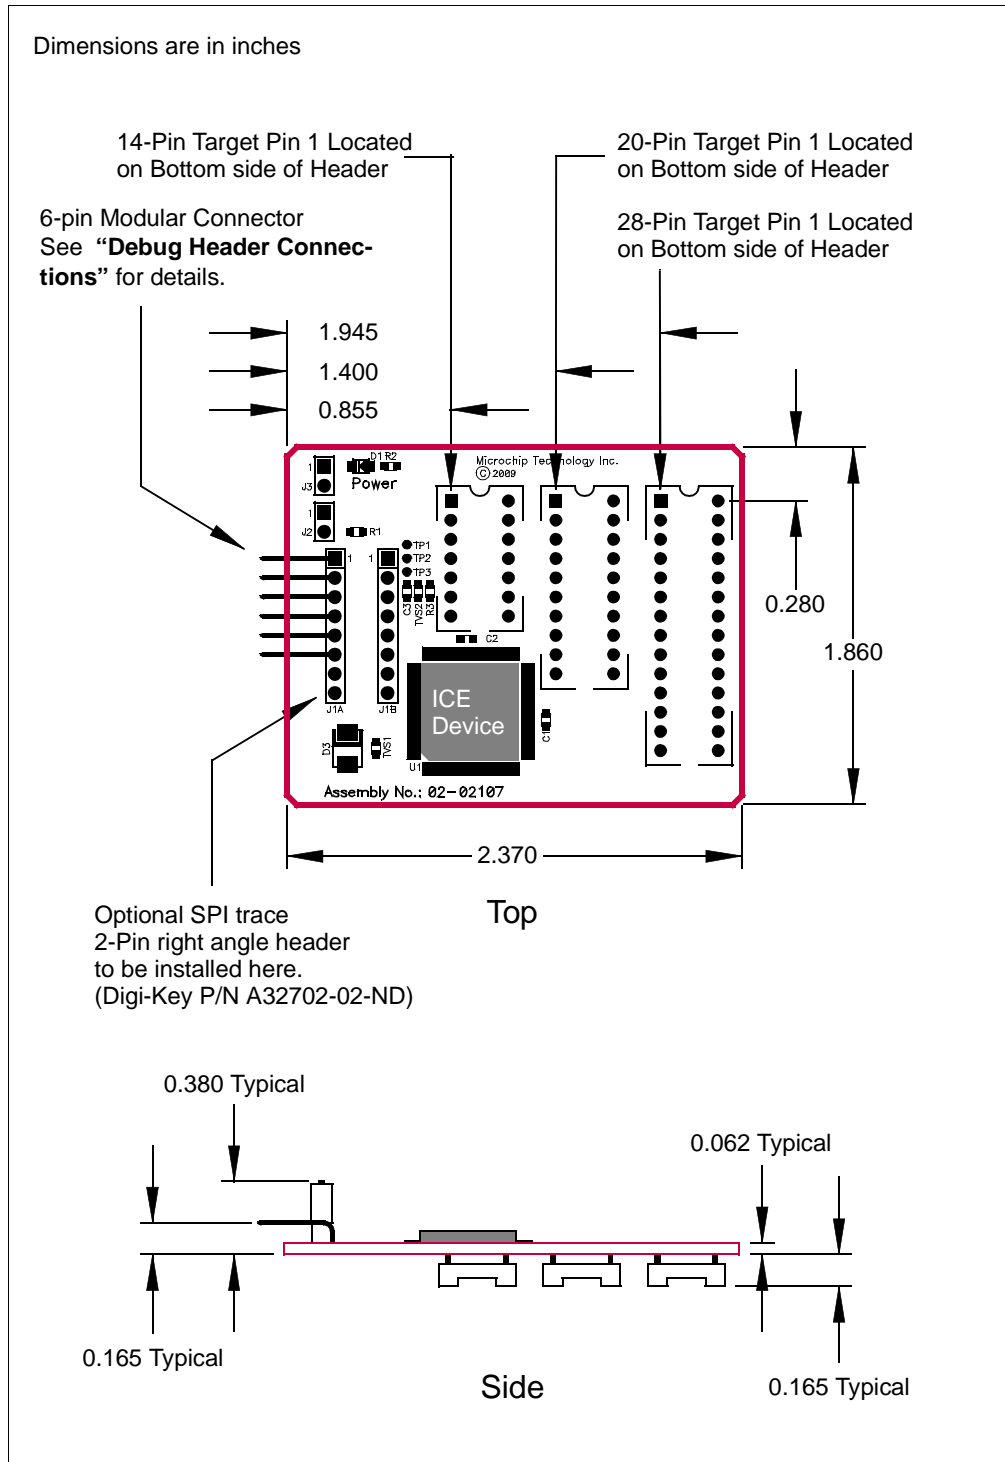 Dimensions are in inches
14-Pin Target Pin 1 Located
on Bottom side of Header
20-Pin Target Pin 1 Located
on Bottom side of Header
6-pin Modular Connector
See “Debug Header Connec-
tions” for details.
28-Pin Target Pin 1 Located
on Bottom side of Header
1.945
1.400
0.855
1
J3
D1 R2
Power
Microchip Technology Inc.
© 2009
1
J2
R1
TP1
TP2
TP3
1
1
C3
TVS2
R3
C2
0.280
1.860
J1A
J1B
ICE
Device
C1
D3
TVS1
U1
Assembly No.: 02-02107
2.370
Top
Optional SPI trace
2-Pin right angle header
to be installed here.
(Digi-Key P/N A32702-02-ND)
0.380 Typical
0.062 Typical
0.165 Typical
0.165 Typical
Side